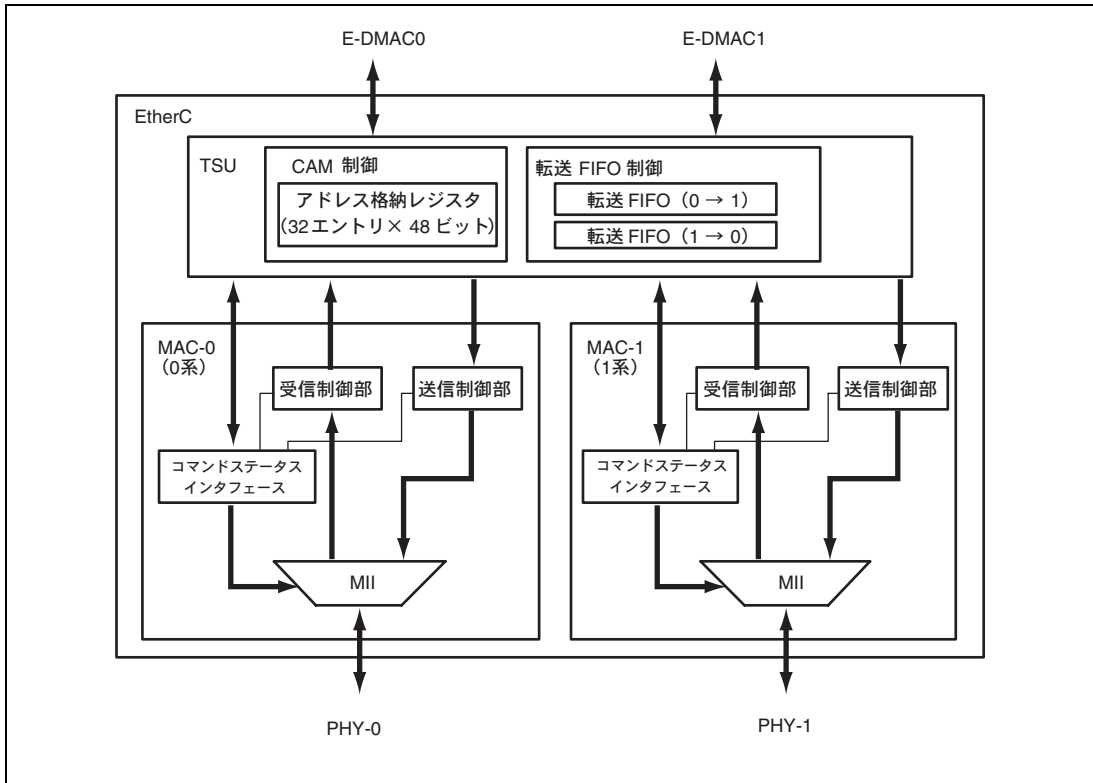 E-DMAC0
E-DMAC1
EtherC
TSU
CAM 制御
アドレス格納レジスタ
(32エントリ×48ビット)
転送 FIFO 制御
転送 FIFO（0 → 1）
転送 FIFO（1 → 0）
MAC-0
（0系）
受信制御部
送信制御部
コマンドステータス
インタフェース
MII
MAC-1
（1系）
受信制御部
送信制御部
コマンドステータス
インタフェース
MII
PHY-0
PHY-1